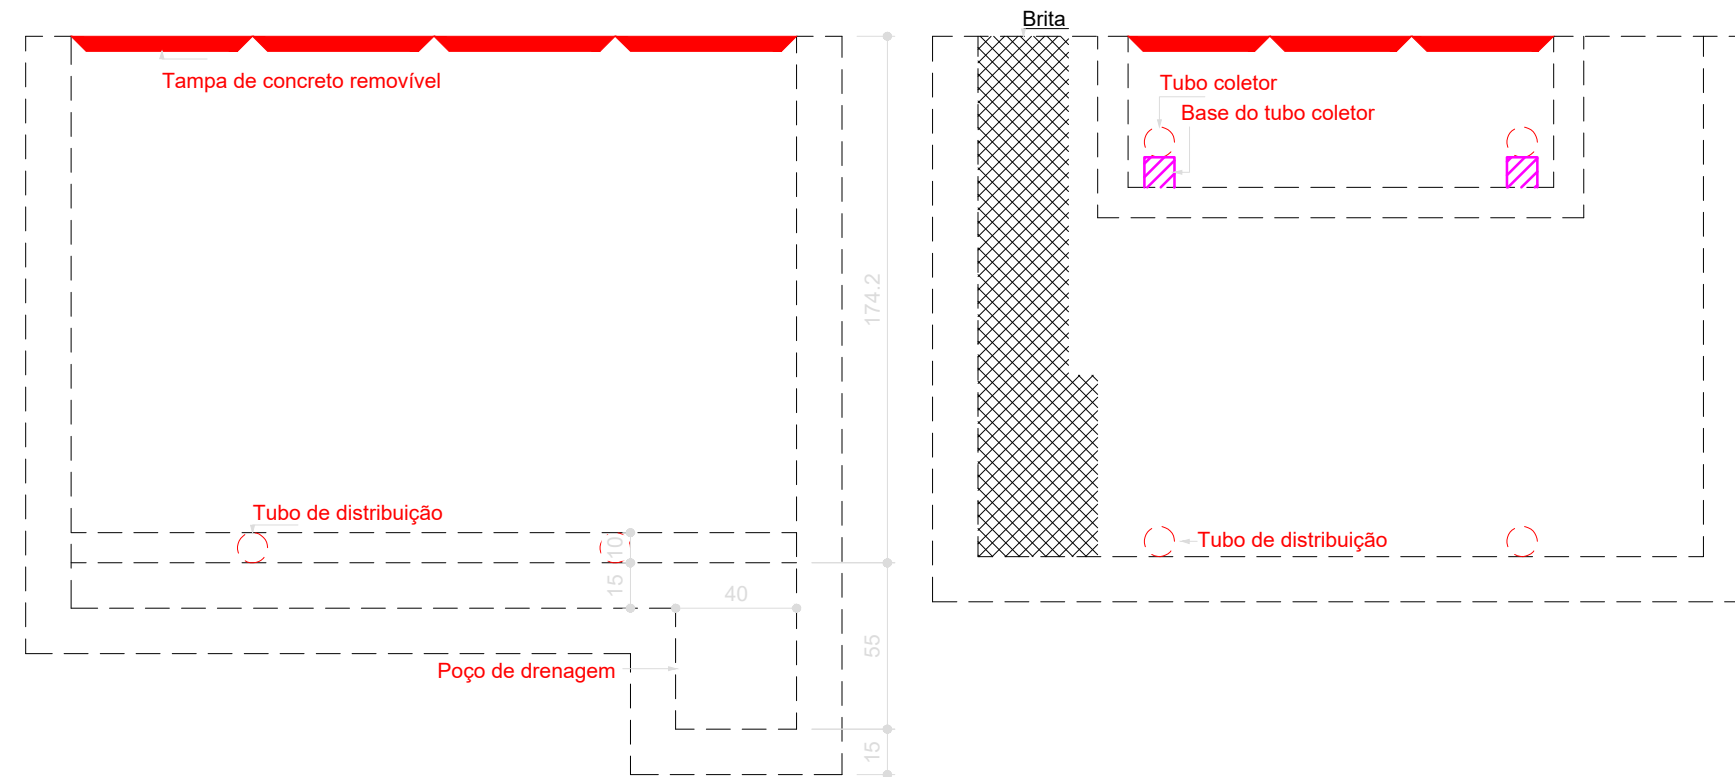 Brita
Tampa de concreto removível
Tubo coletor
Base do tubo coletor
174.2
Tubo de distribuição
10
Tubo de distribuição
15
40
55
Poço de drenagem
15